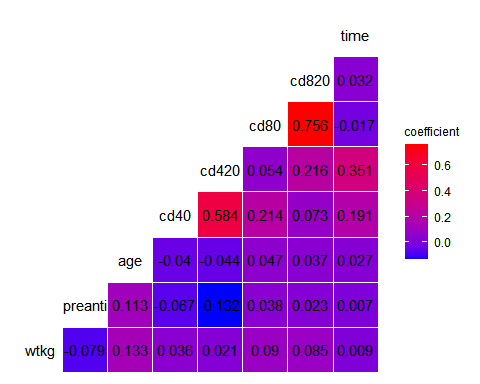 time
cd820 0.032
cd80 0.756 -0.017
coefficient
cd420 0.054 0.216 0.351
0.6
0.4
cd40 0.584 0.214 0.073 0.191
0.2
0.0
age -0.04 -0.044 0.047 0.037 0.027
preanti 0.113 -0.067 -0.132 0.038 0.023 0.007
wtkg -0.079 0.133 0.036 0.021 0.09 0.085 0.009